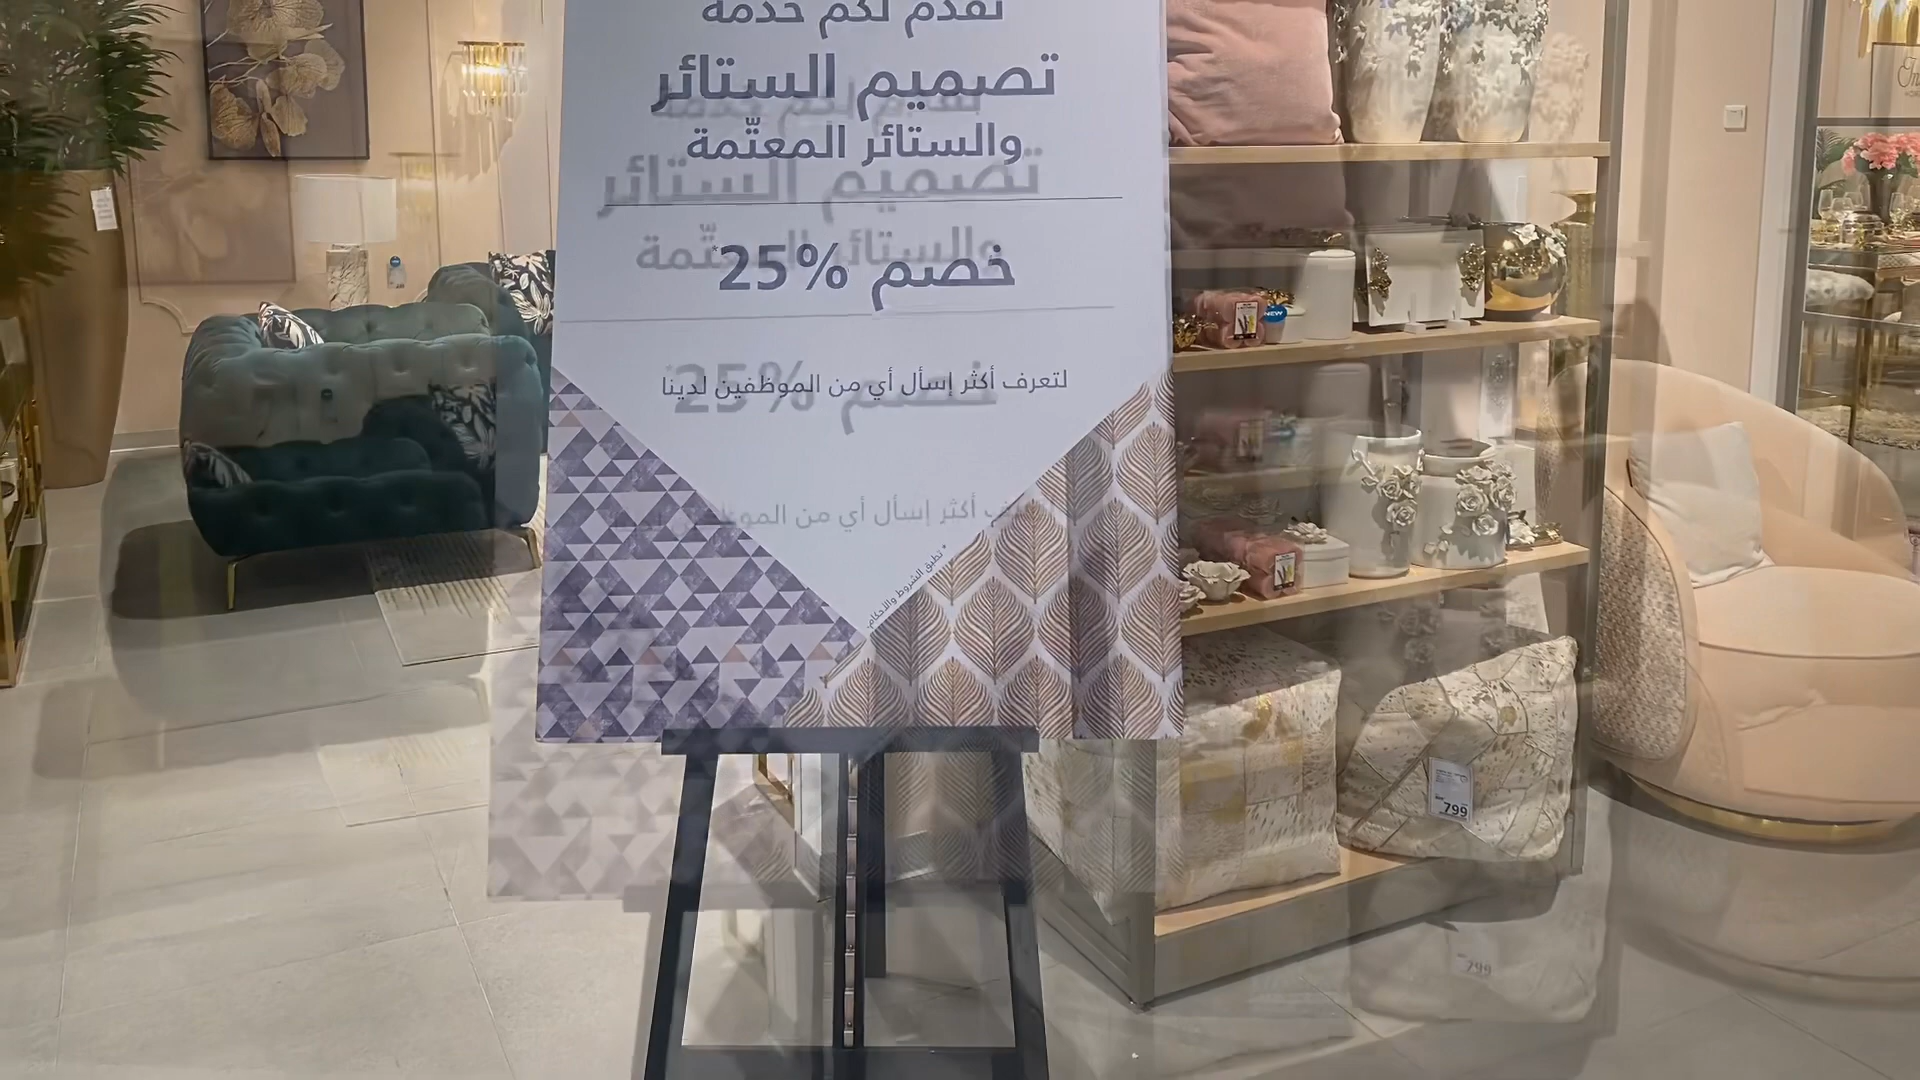 نقدم لكم خدمة
تصميم الستائر
والستائر المعتّمة
خصم 25%*
لتعرف أكثر إسأل أي من الموظفين لدينا
* تطبق الشروط والأحكام.
NEW
799